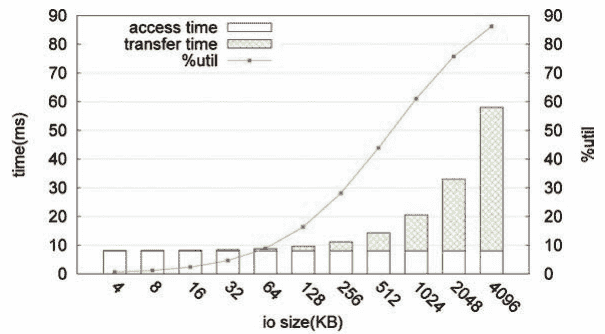 90 90
80 access time 80
70 transfer time 70
60 %util 60
50 50
40 40
30 30
20 20
10 10
0 0
time(ms)
%util
4 8 16 32 64 128 256 512 1024 2048 4096
io size(KB)